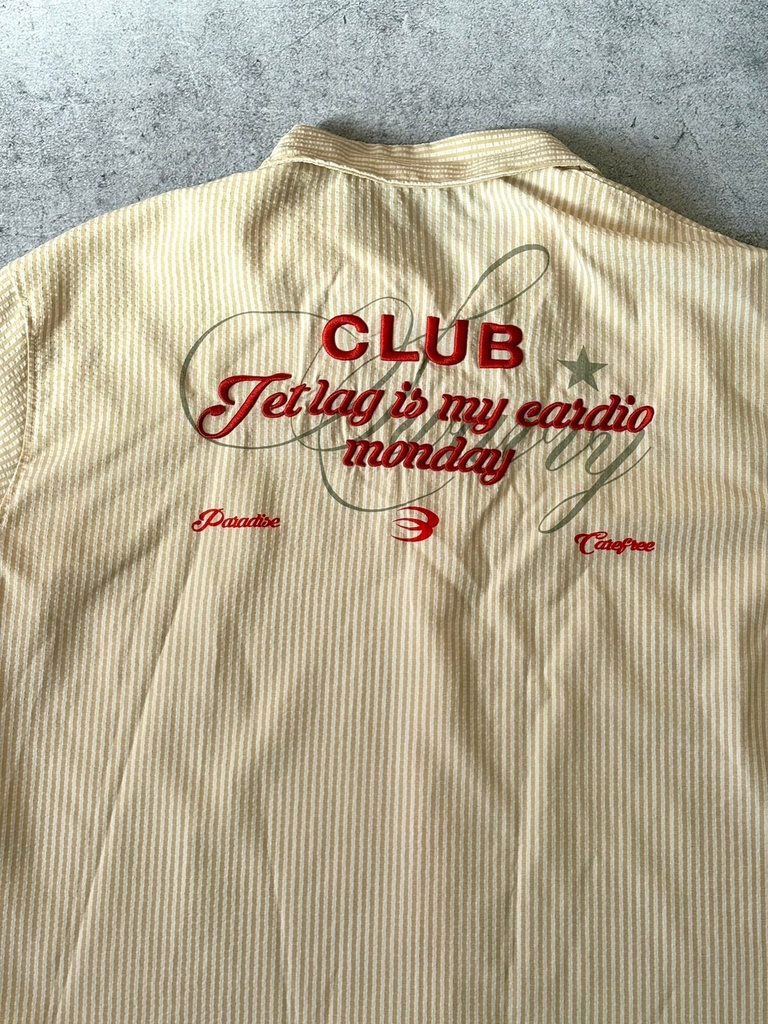 CLUB
Jet lag is my cardio
monday
Paradise
Carefree